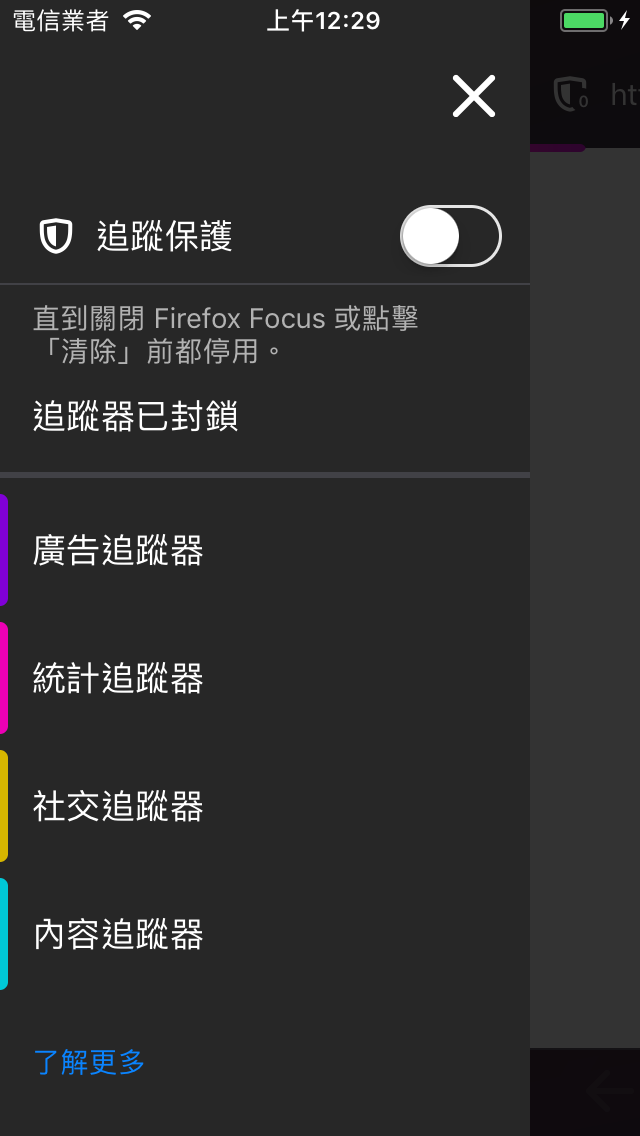 電信業者
上午12:29
0
htt
追蹤保護
直到關閉 Firefox Focus 或點擊
「清除」前都停用。
追蹤器已封鎖
廣告追蹤器
統計追蹤器
社交追蹤器
內容追蹤器
了解更多